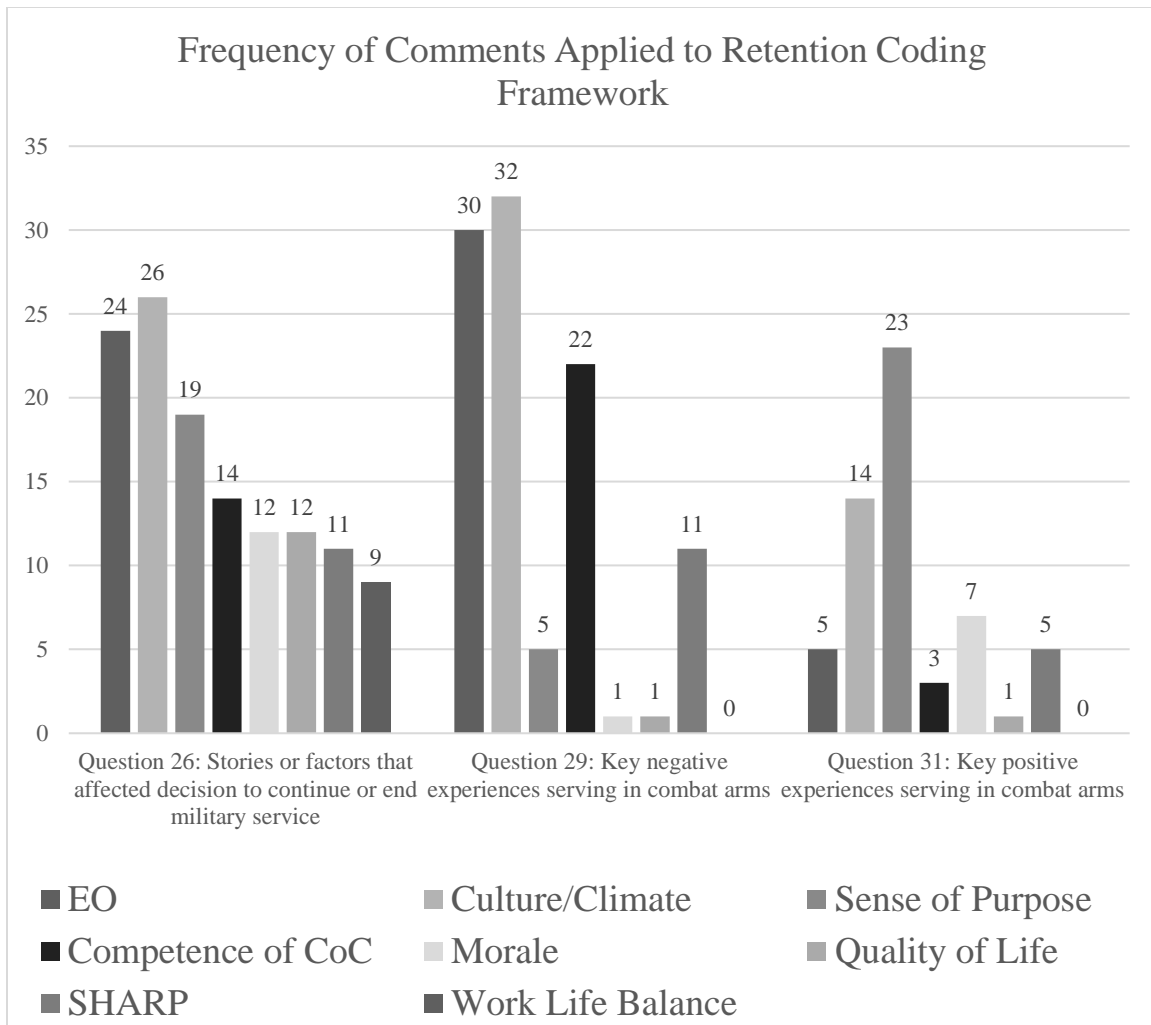 Frequency of Comments Applied to Retention Coding
Framework
35
30
25
20
15
10
5
0
24
26
19
14
12
12
11
9
30
32
5
22
1
1
11
0
5
14
23
3
7
1
5
0
Question 26: Stories or factors that
affected decision to continue or end
military service
Question 29: Key negative
experiences serving in combat arms
Question 31: Key positive
experiences serving in combat arms
EO
Culture/Climate
Sense of Purpose
Competence of CoC
Morale
Quality of Life
SHARP
Work Life Balance